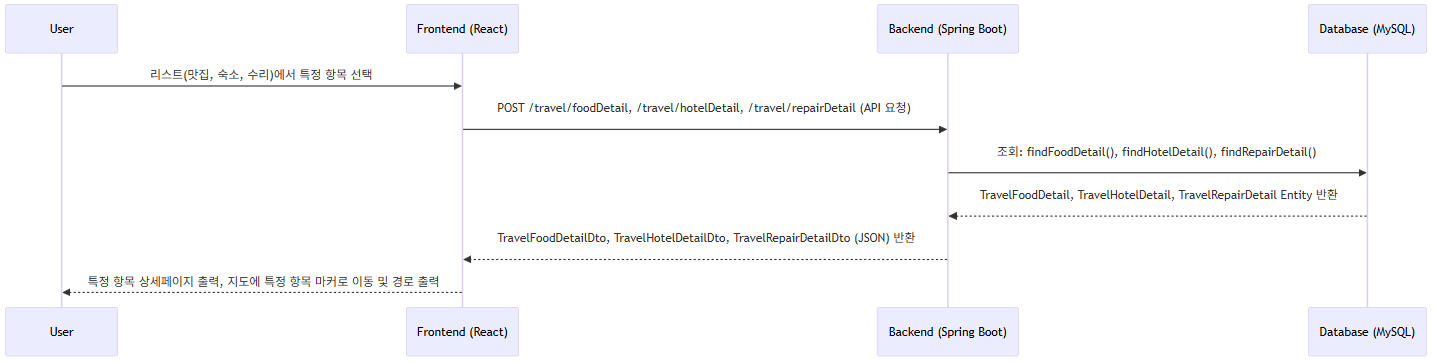 User
Frontend (React)
Backend (Spring Boot)
Database (MySQL)
리스트(맛집, 숙소, 수리)에서 특정 항목 선택
POST /travel/foodDetail, /travel/hotelDetail, /travel/repairDetail (API 요청)
조회: findFoodDetail(), findHotelDetail(), findRepairDetail()
TravelFoodDetail, TravelHotelDetail, TravelRepairDetail Entity 반환
TravelFoodDetailDto, TravelHotelDetailDto, TravelRepairDetailDto (JSON) 반환
특정 항목 상세페이지 출력, 지도에 특정 항목 마커로 이동 및 경로 출력
User
Frontend (React)
Backend (Spring Boot)
Database (MySQL)